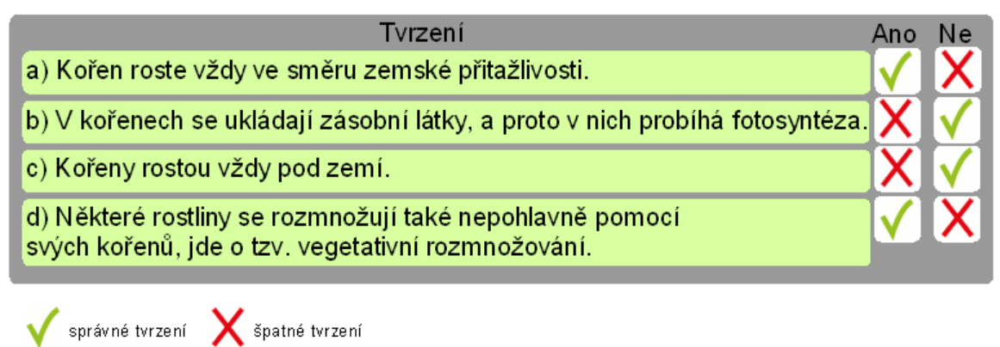 Tvrzení Ano Ne
a) Kořen roste vždy ve směru zemské přitažlivosti.
b) V kořenech se ukládají zásobní látky, a proto v nich probíhá fotosyntéza.
c) Kořeny rostou vždy pod zemí.
d) Některé rostliny se rozmnožují také nepohlavně pomocí
svých kořenů, jde o tzv. vegetativní rozmnožování.
správné tvrzení špatné tvrzení